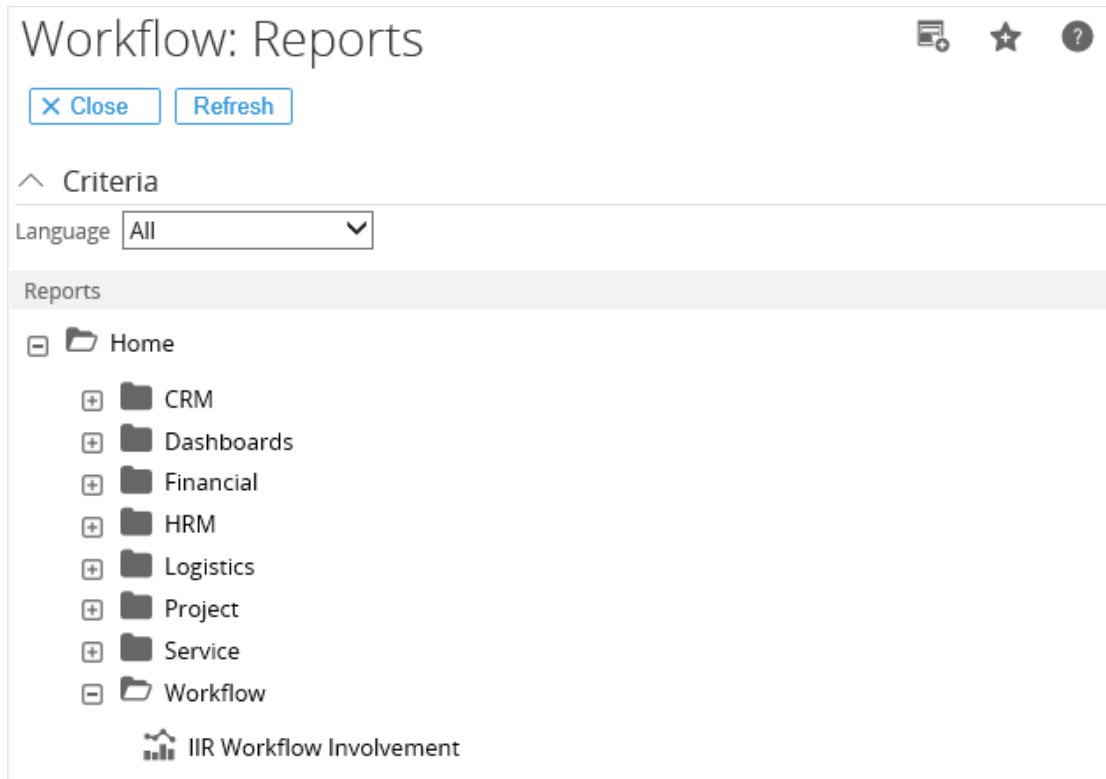 Workflow: Reports
?
Close Refresh
Criteria
Language All
Reports
Home
CRM
Dashboards
Financial
HRM
Logistics
Project
Service
Workflow
IIR Workflow Involvement